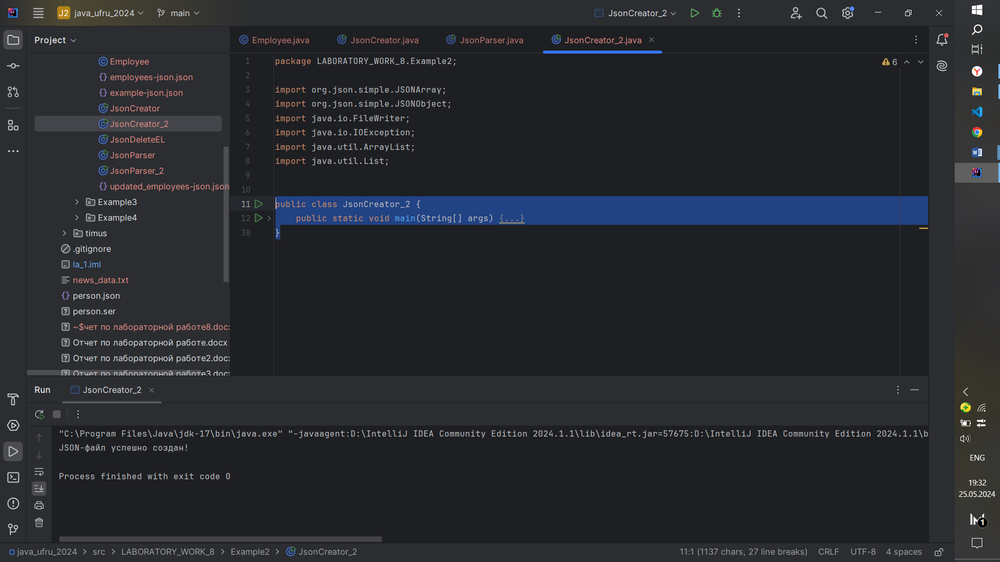 J2 java_ufru_2024 main JsonCreator_2
Project
Employee
employees-json.json
example-json.json
JsonCreator
JsonCreator_2
JsonDeleteEL
JsonParser
JsonParser_2
updated_employees-json.json
Example3
Example4
timus
.gitignore
la_1.iml
news_data.txt
person.json
person.ser
~$чет по лабораторной работе8.docx
Отчет по лабораторной работе.docx
Отчет по лабораторной работе2.docx
Отчет по лабораторной работе3.docx
Employee.java JsonCreator.java JsonParser.java JsonCreator_2.java
6
1 package LABORATORY_WORK_8.Example2;
2
3 import org.json.simple.JSONArray;
4 import org.json.simple.JSONObject;
5 import java.io.FileWriter;
6 import java.io.IOException;
7 import java.util.ArrayList;
8 import java.util.List;
9
10
11 public class JsonCreator_2 {
12 public static void main(String[] args) {...}
38 }
Run JsonCreator_2
"C:\Program Files\Java\jdk-17\bin\java.exe" "-javaagent:D:\IntelliJ IDEA Community Edition 2024.1.1\lib\idea_rt.jar=57675:D:\IntelliJ IDEA Community Edition 2024.1.1\b
JSON-файл успешно создан!
Process finished with exit code 0
java_ufru_2024 > src > LABORATORY_WORK_8 > Example2 > JsonCreator_2
11:1 (1137 chars, 27 line breaks) CRLF UTF-8 4 spaces
ENG
19:32
25.05.2024
1